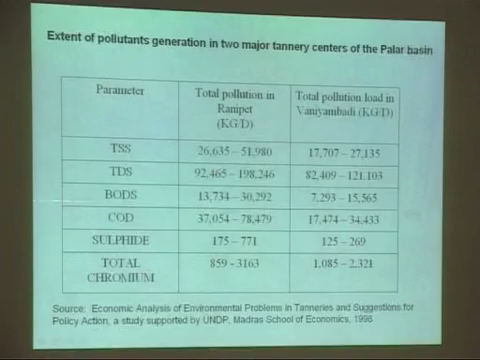 Extent of pollutants generation in two major tannery centers of the Palar basin
Parameter
Total pollution in
Ranipet
(KG/D)
Total pollution load in
Vaniyambadi (KG/D)
TSS 26,635 – 51,980 17,707 – 27,135
TDS 92,465 – 198,246 82,409 – 121,103
BODS 13,734 – 30,292 7,293 – 15,565
COD 37,054 – 78,479 17,474 – 34,433
SULPHIDE 175 – 771 125 – 269
TOTAL 859 - 3163 1,085 – 2,321
CHROMIUM
Source: Economic Analysis of Environmental Problems in Tanneries and Suggestions for
Policy Action, a study supported by UNDP, Madras School of Economics, 1998